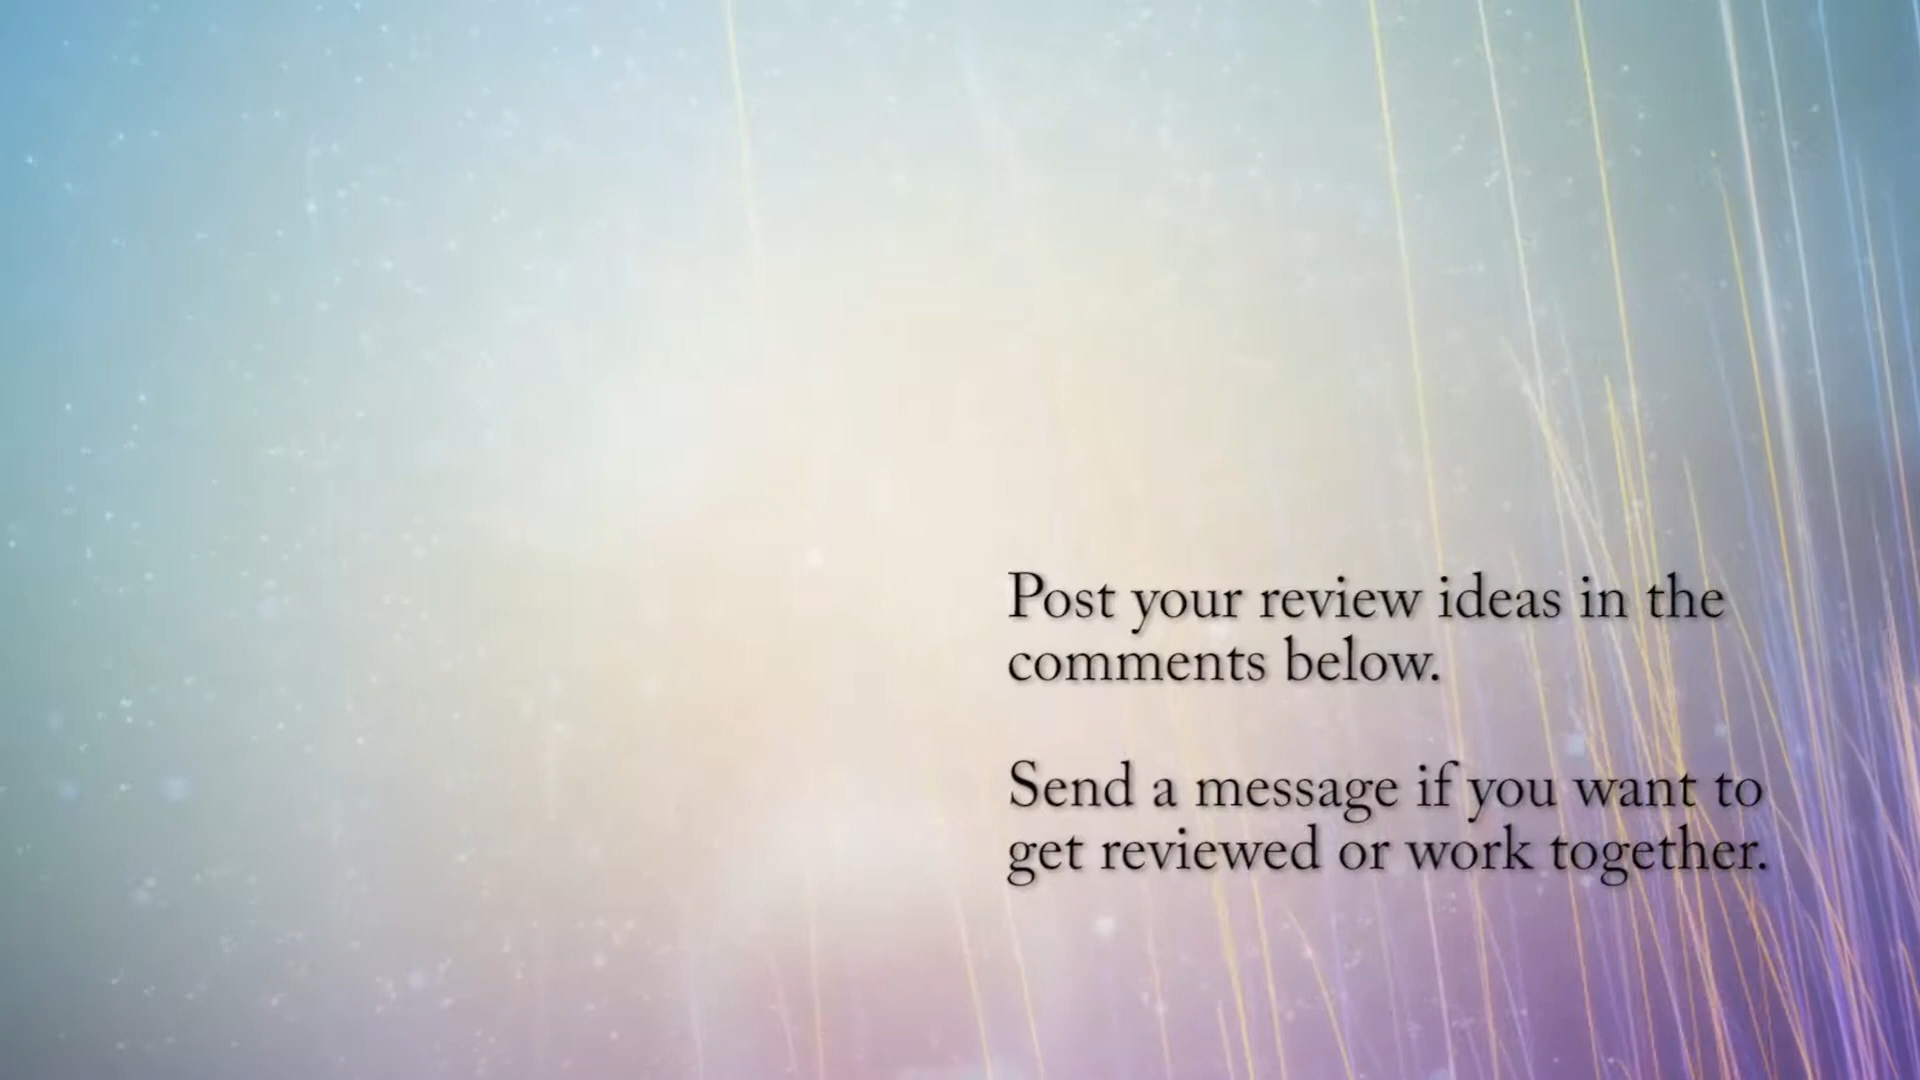 Post your review ideas in the
comments below.
Send a message if you want to
get reviewed or work together.